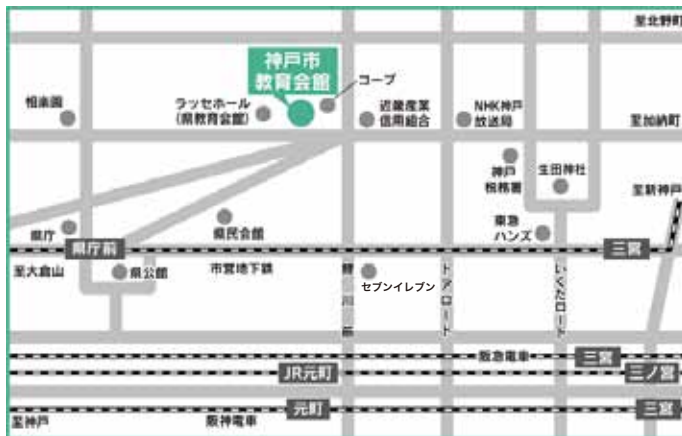 至北野町
神戸市
教育会館
コープ
相楽園
ラッセホール
(県教育会館)
近畿産業
信用組合
NHK神戸
放送局
至加納町
神戸
税務署
生田神社
至新神戸
県庁
県民会館
東急
ハンズ
県庁前
三宮
至大倉山
県公館
市営地下鉄
鯉川筋
セブンイレブン
トアロード
いくたロード
阪急電車
三宮
JR元町
三ノ宮
元町
三宮
至神戸
阪神電車